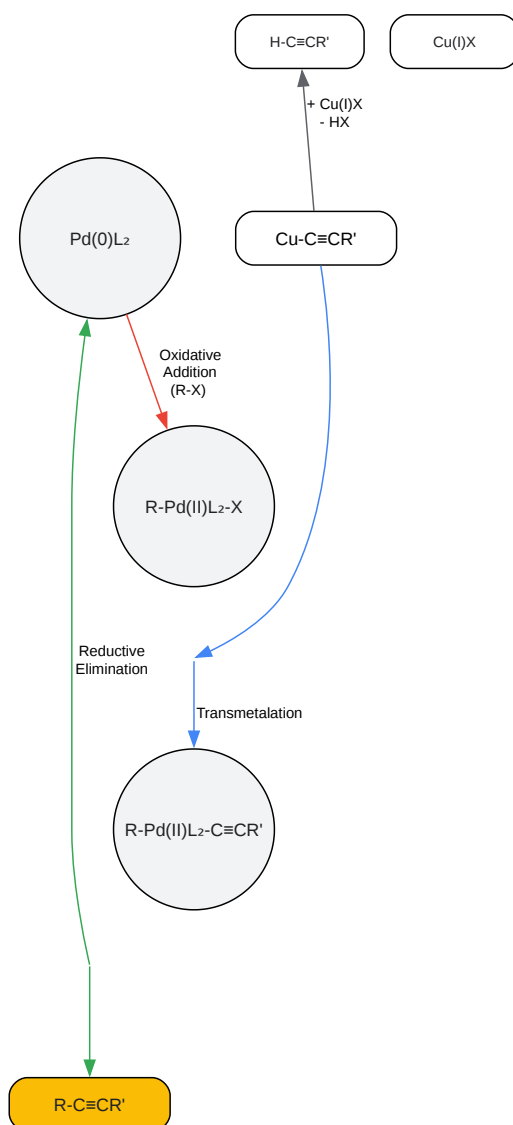 H-C≡CR'
Cu(I)X
+ Cu(I)X
- HX
Pd(0)L₂
Cu-C≡CR'
Oxidative
Addition
(R-X)
R-Pd(II)L₂-X
Reductive
Elimination
Transmetalation
R-Pd(II)L₂-C≡CR'
R-C≡CR'